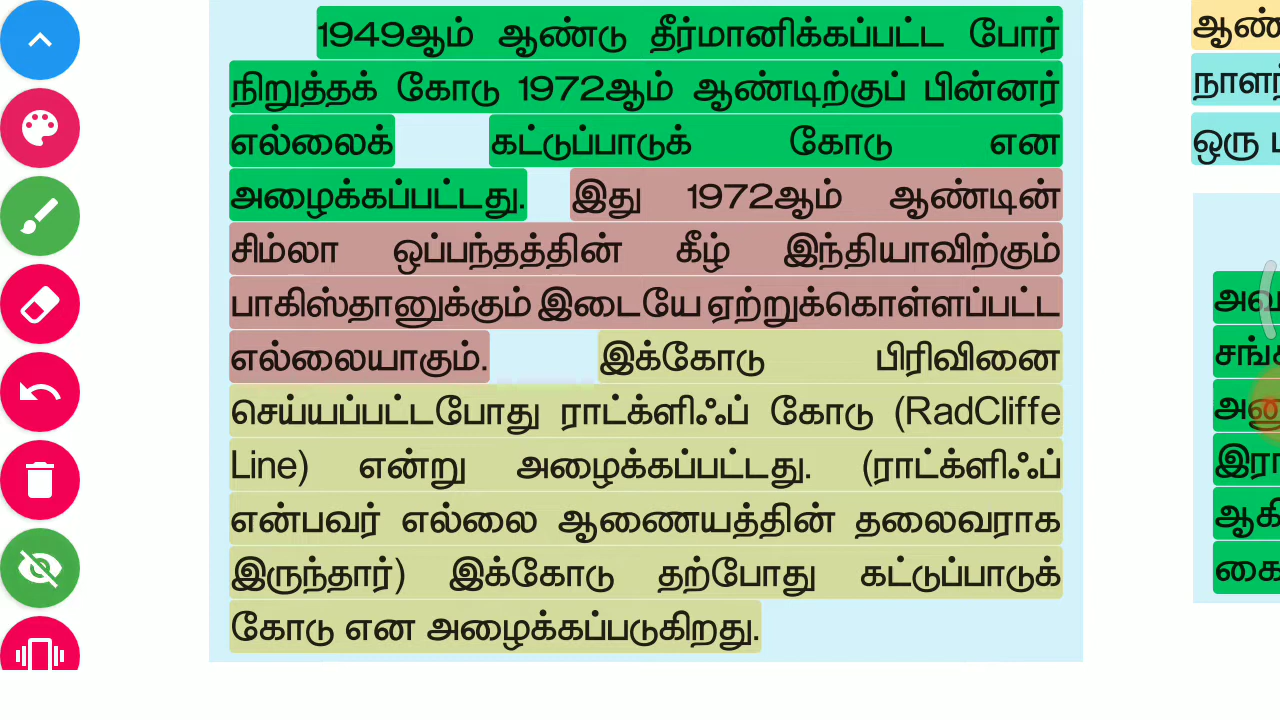 1949ஆம் ஆண்டு தீர்மானிக்கப்பட்ட போர்
நிறுத்தக் கோடு 1972ஆம் ஆண்டிற்குப் பின்னர்
எல்லைக் கட்டுப்பாடுக் கோடு என
அழைக்கப்பட்டது. இது 1972ஆம் ஆண்டின்
சிம்லா ஒப்பந்தத்தின் கீழ் இந்தியாவிற்கும்
பாகிஸ்தானுக்கும் இடையே ஏற்றுக்கொள்ளப்பட்ட
எல்லையாகும். இக்கோடு பிரிவினை
செய்யப்பட்டபோது ராட்க்ளிஃப் கோடு (RadCliffe
Line) என்று அழைக்கப்பட்டது. (ராட்க்ளிஃப்
என்பவர் எல்லை ஆணையத்தின் தலைவராக
இருந்தார்) இக்கோடு தற்போது கட்டுப்பாடுக்
கோடு என அழைக்கப்படுகிறது.
ஒரு